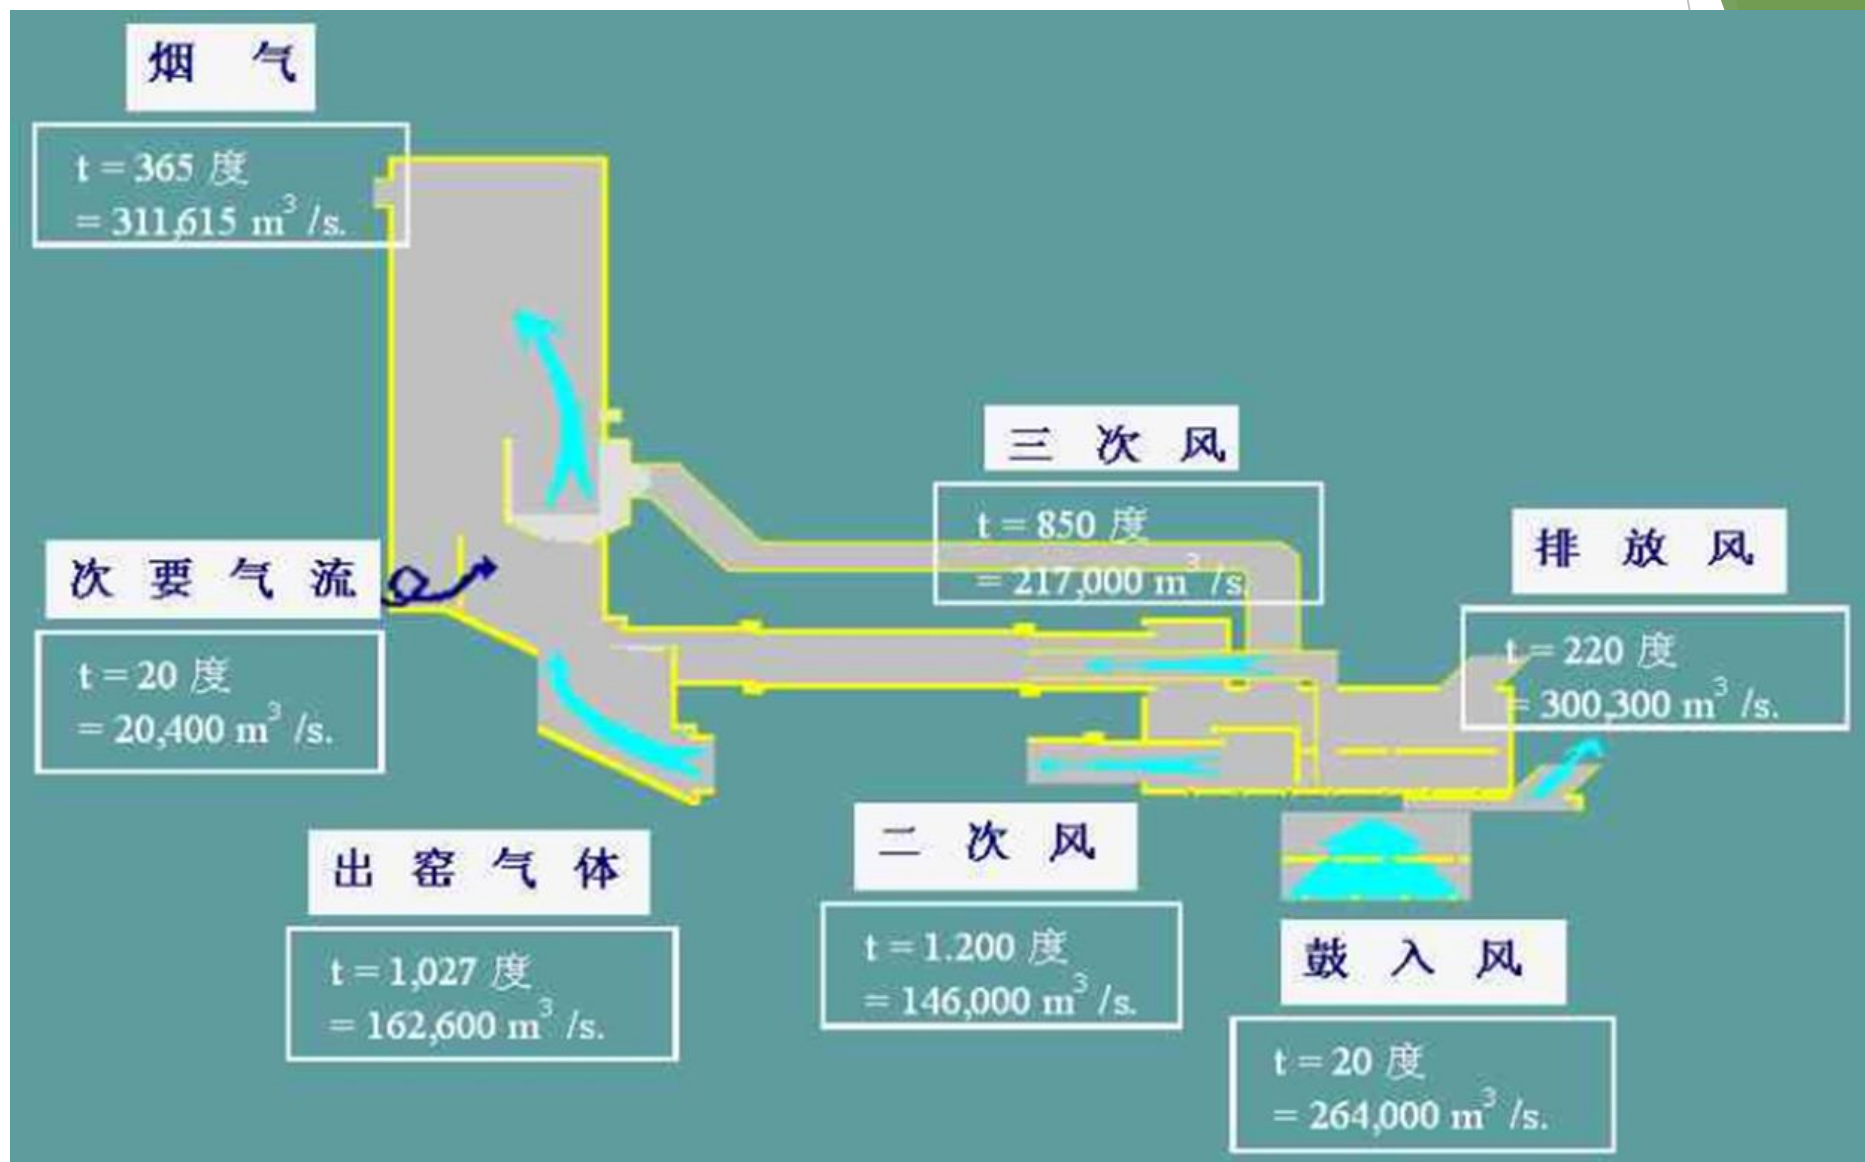 烟 气
t = 365 度
= 311,615 m³ /s.
三 次 风
t = 850 度
= 217,000 m³ /s.
排 放 风
t = 220 度
= 300,300 m³ /s.
次 要 气 流
t = 20 度
= 20,400 m³ /s.
出 窑 气 体
t = 1,027 度
= 162,600 m³ /s.
二 次 风
t = 1.200 度
= 146,000 m³ /s.
鼓 入 风
t = 20 度
= 264,000 m³ /s.